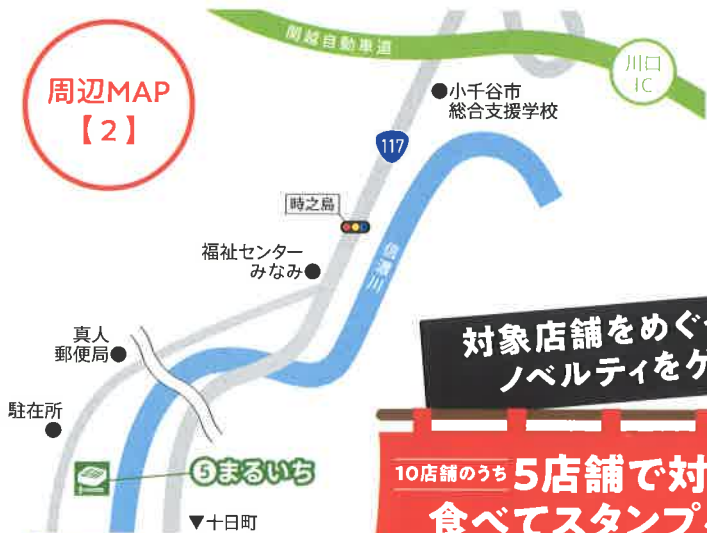 周辺MAP
【2】
関越自動車道
川口
IC
小千谷市
総合支援学校
117
時之島
信濃川
福祉センター
みなみ
真人
郵便局
駐在所
⑤まるいち
▼十日町
対象店舗をめぐ
ノベルティをゲ
10店舗のうち 5店舗で対
食べてスタンプ